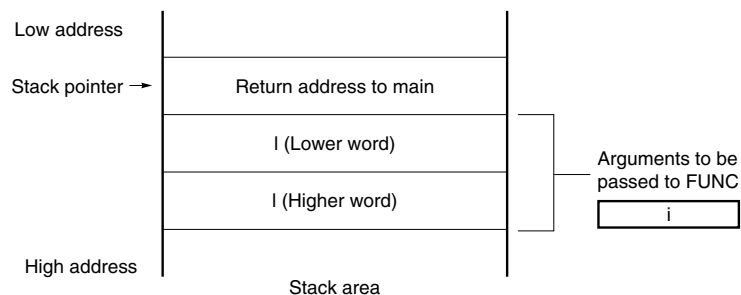 Low address
Stack pointer
Return address to main
l (Lower word)
l (Higher word)
Arguments to be
passed to FUNC
i
High address
Stack area